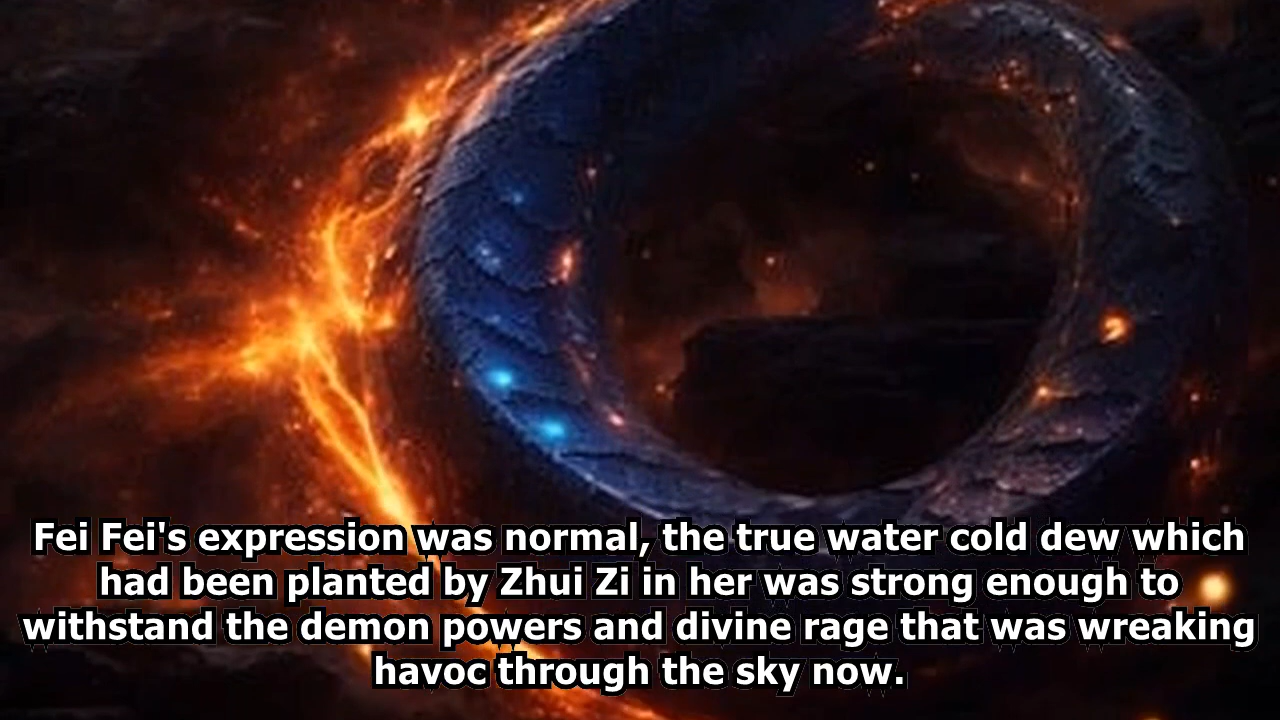 Fei Fei's expression was normal, the true water cold dew which
had been planted by Zhui Zi in her was strong enough to
withstand the demon powers and divine rage that was wreaking
havoc through the sky now.